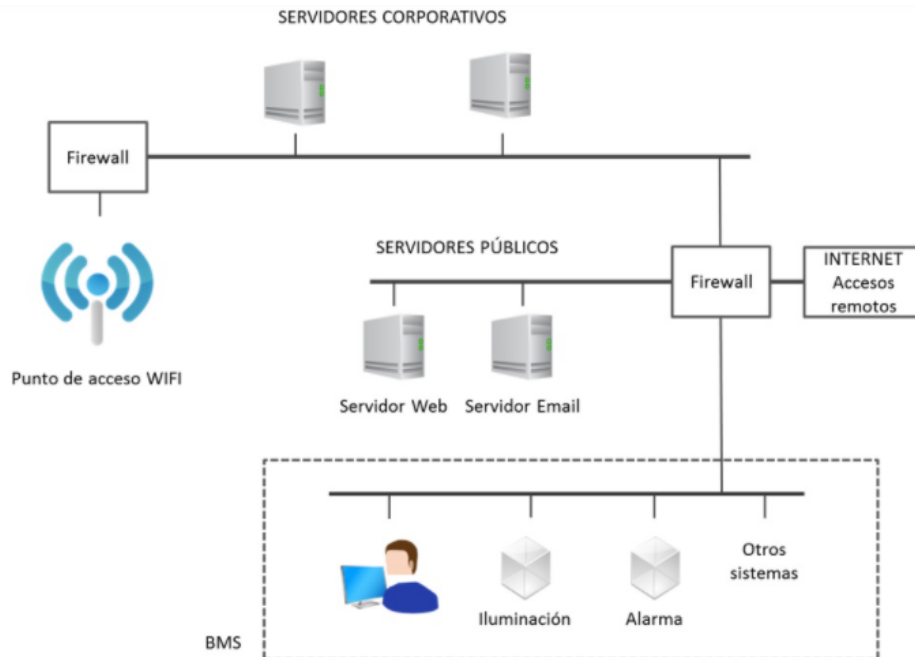 SERVIDORES CORPORATIVOS
Firewall
SERVIDORES PÚBLICOS
Firewall
INTERNET
Accesos
remotos
Punto de acceso WIFI
Servidor Web
Servidor Email
Otros
sistemas
Iluminación
Alarma
BMS